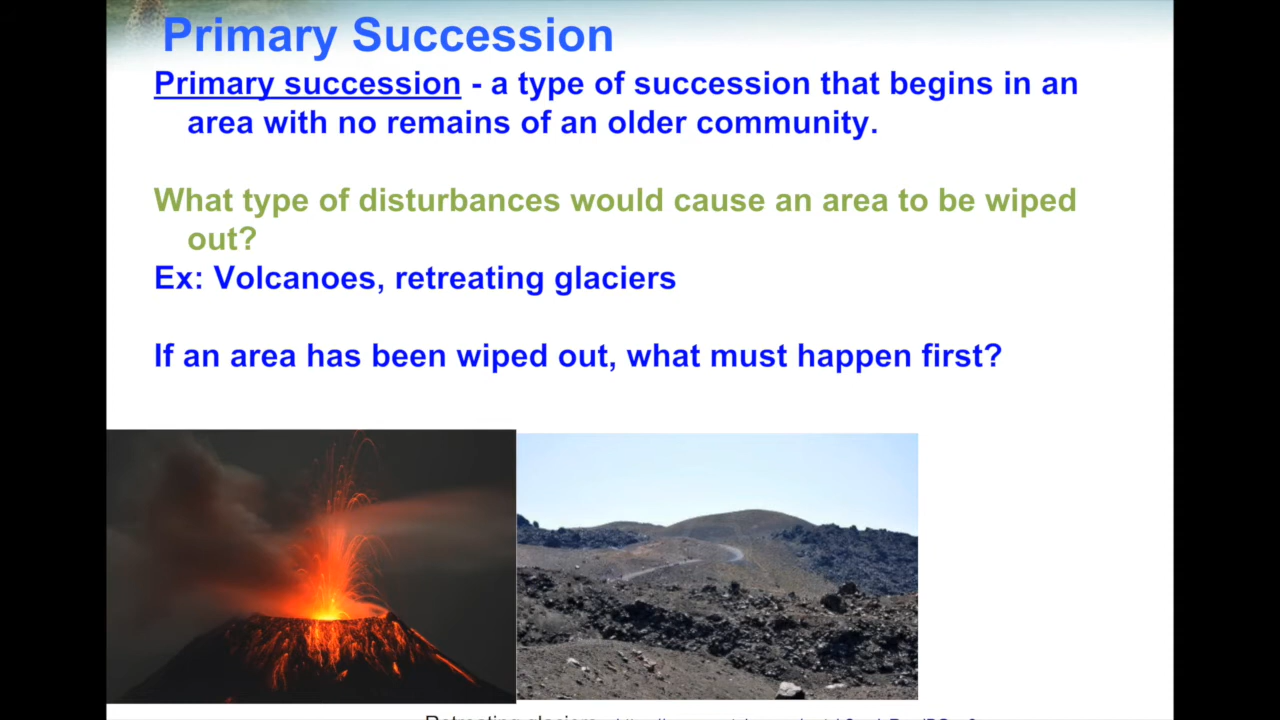 Primary Succession
Primary succession - a type of succession that begins in an
area with no remains of an older community.
What type of disturbances would cause an area to be wiped
out?
Ex: Volcanoes, retreating glaciers
If an area has been wiped out, what must happen first?
Retreating glaciers